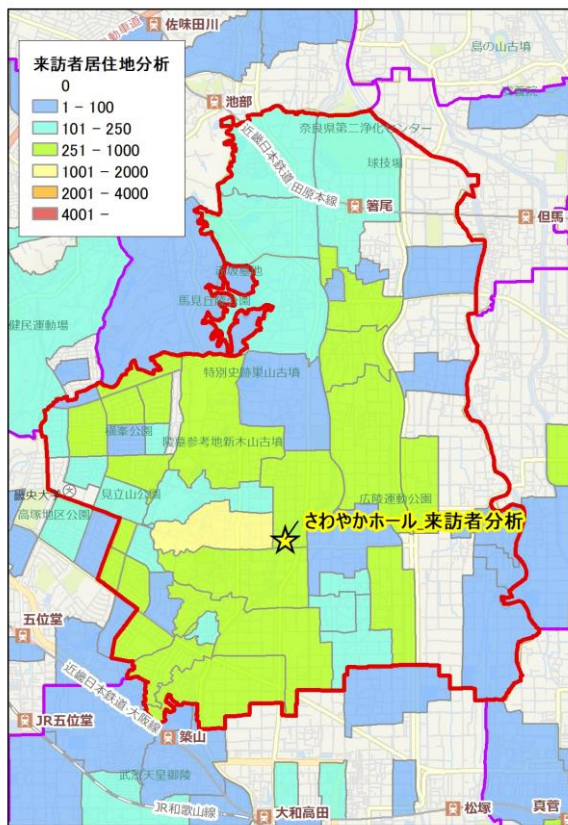 佐味田川
島の山古墳
来訪者居住地分析
0
1 - 100
101 - 250
251 - 1000
1001 - 2000
2001 - 4000
4001 -
池部
近畿日本鉄道 田原本線
奈良県第二浄化センター
球技場
箸尾
但馬
馬見丘陵公園
健民運動場
特別史跡巣山古墳
横峯公園
陵墓参考地新木山古墳
見立山公園
高塚地区公園
広陵運動公園
さわやかホール_来訪者分析
五位堂
近畿日本鉄道・大阪線
JR五位堂
築山
武烈天皇御陵
JR和歌山線
大和高田
松塚
真菅